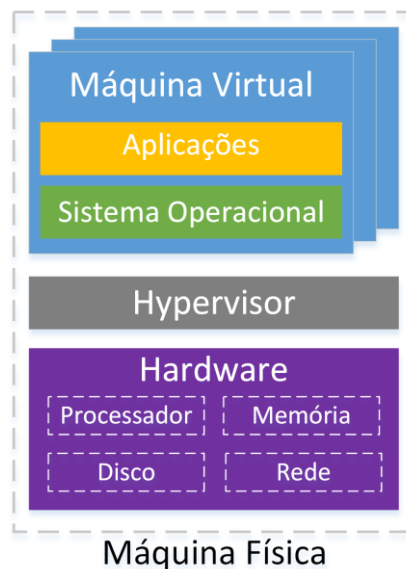 Máquina Virtual
Aplicações
Sistema Operacional
Hypervisor
Hardware
Processador Memória
Disco Rede
Máquina Física